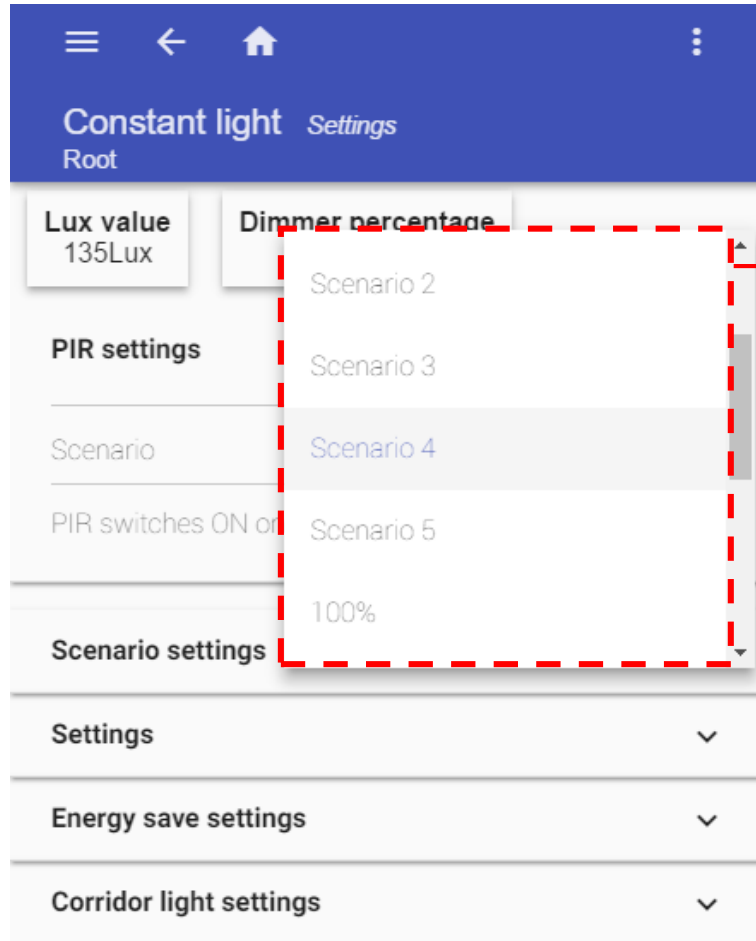 Constant light Settings
Root
Lux value
135Lux
Dimmer percentage
PIR settings
Scenario
PIR switches ON or
Scenario 2
Scenario 3
Scenario 4
Scenario 5
100%
Scenario settings
Settings
Energy save settings
Corridor light settings